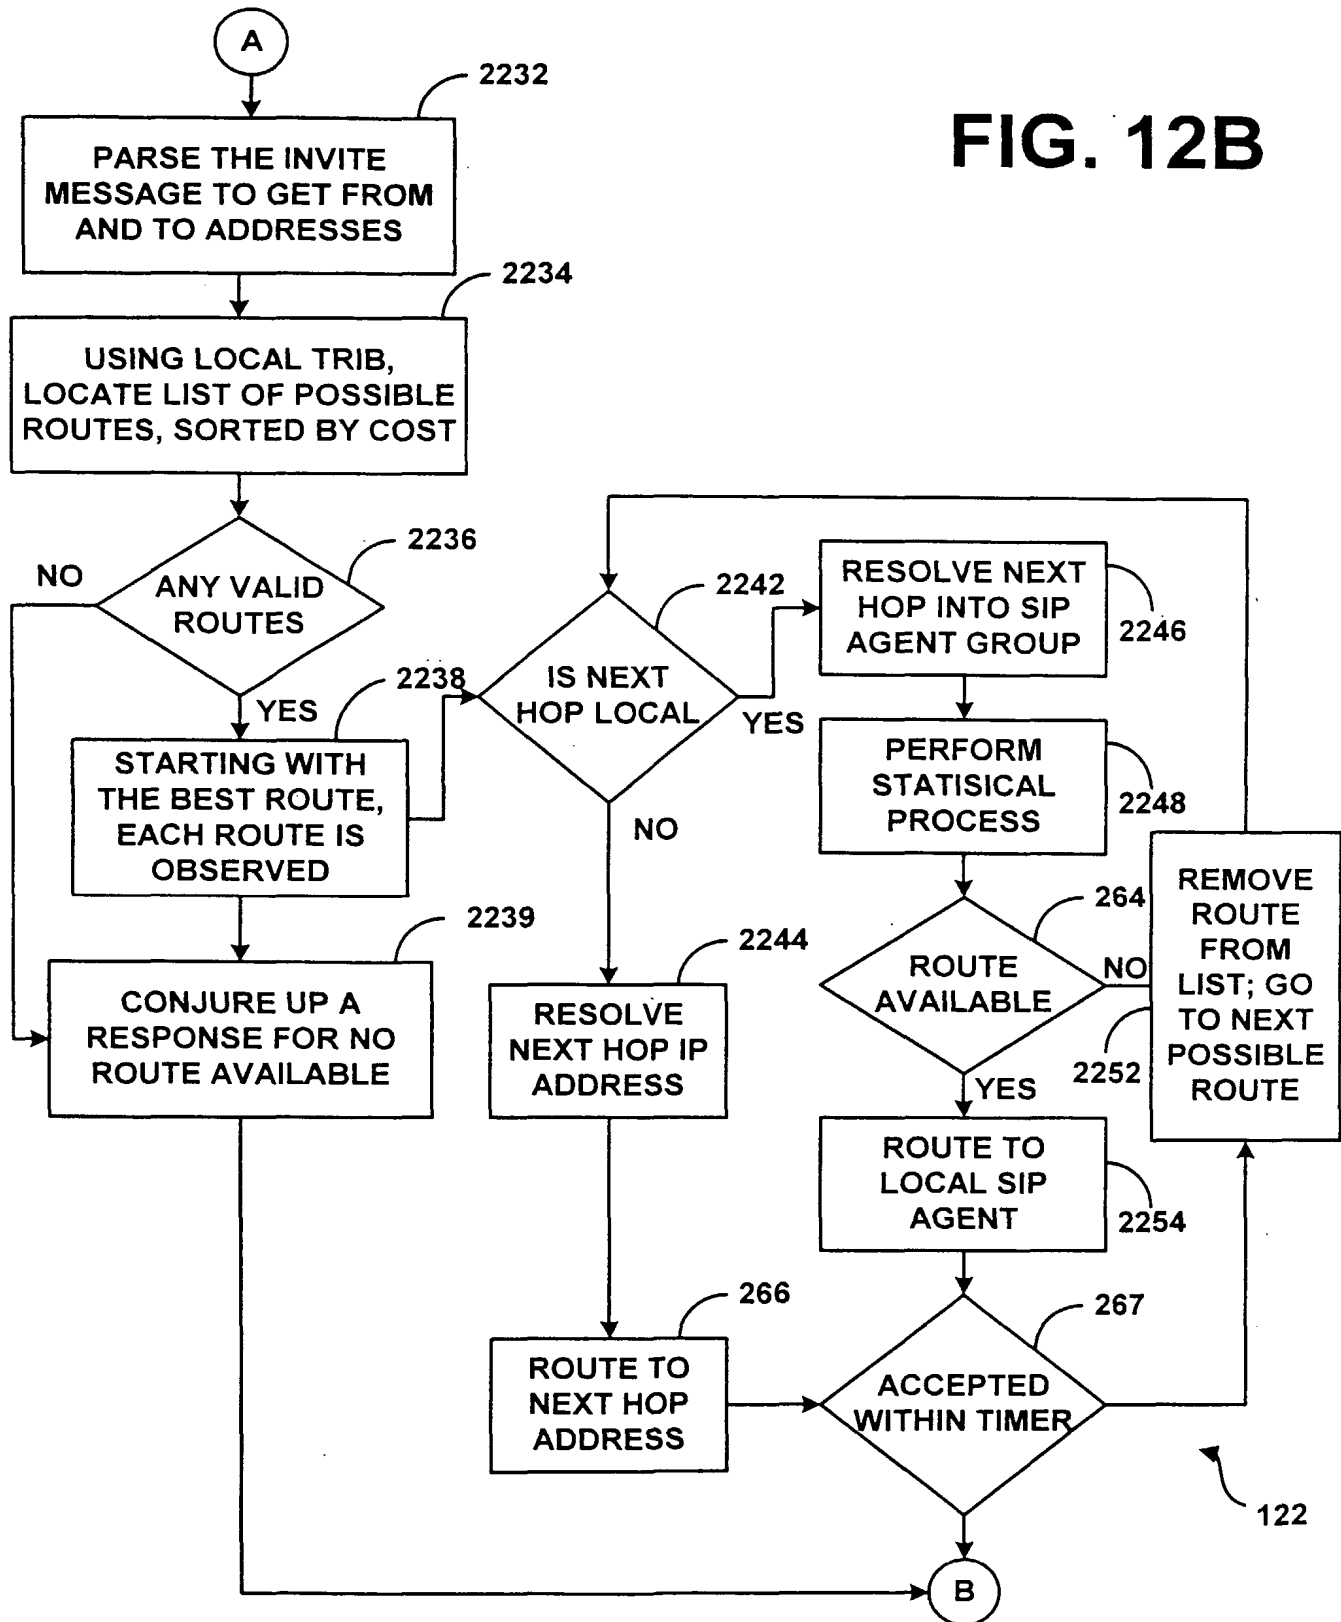 A
2232
FIG. 12B
PARSE THE INVITE
MESSAGE TO GET FROM
AND TO ADDRESSES
2234
USING LOCAL TRIB,
LOCATE LIST OF POSSIBLE
ROUTES, SORTED BY COST
2236
NO
ANY VALID
ROUTES
YES
2238
STARTING WITH
THE BEST ROUTE,
EACH ROUTE IS
OBSERVED
2239
CONJURE UP A
RESPONSE FOR NO
ROUTE AVAILABLE
2242
IS NEXT
HOP LOCAL
YES
NO
2244
RESOLVE
NEXT HOP IP
ADDRESS
266
ROUTE TO
NEXT HOP
ADDRESS
RESOLVE NEXT
HOP INTO SIP
AGENT GROUP
2246
PERFORM
STATISICAL
PROCESS
2248
264
ROUTE
AVAILABLE
NO
YES
2252
REMOVE
ROUTE
FROM
LIST; GO
TO NEXT
POSSIBLE
ROUTE
ROUTE TO
LOCAL SIP
AGENT
2254
267
ACCEPTED
WITHIN TIMER
122
B